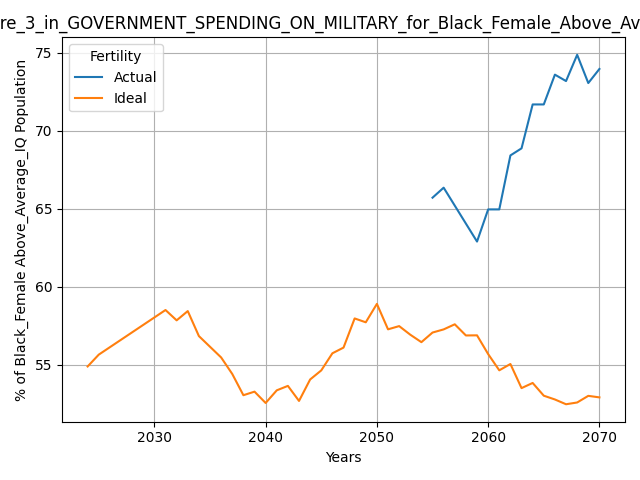 re_3_in_GOVERNMENT_SPENDING_ON_MILITARY_for_Black_Female_Above_Av
Fertility
Actual
Ideal
% of Black_Female Above_Average_IQ Population
75
70
65
60
55
2030
2040
2050
2060
2070
Years